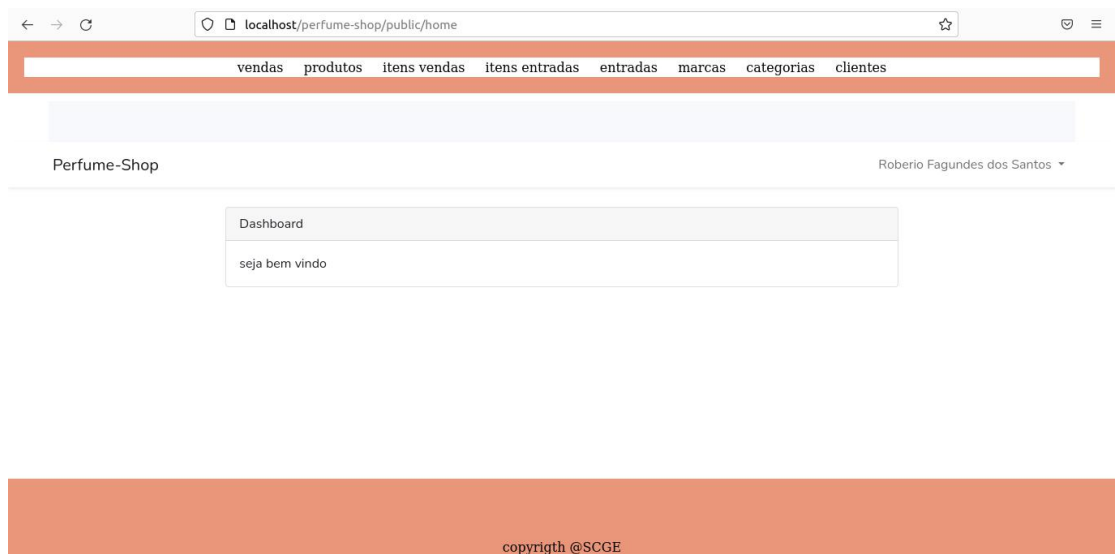 localhost/perfume-shop/public/home
vendas produtos itens vendas itens entradas entradas marcas categorias clientes
Perfume-Shop Roberio Fagundes dos Santos
Dashboard
seja bem vindo
copyrigth @SCGE